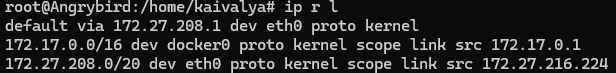 root@Angrybird:/home/kaivalya# ip r l
default via 172.27.208.1 dev eth0 proto kernel
172.17.0.0/16 dev docker0 proto kernel scope link src 172.17.0.1
172.27.208.0/20 dev eth0 proto kernel scope link src 172.27.216.224